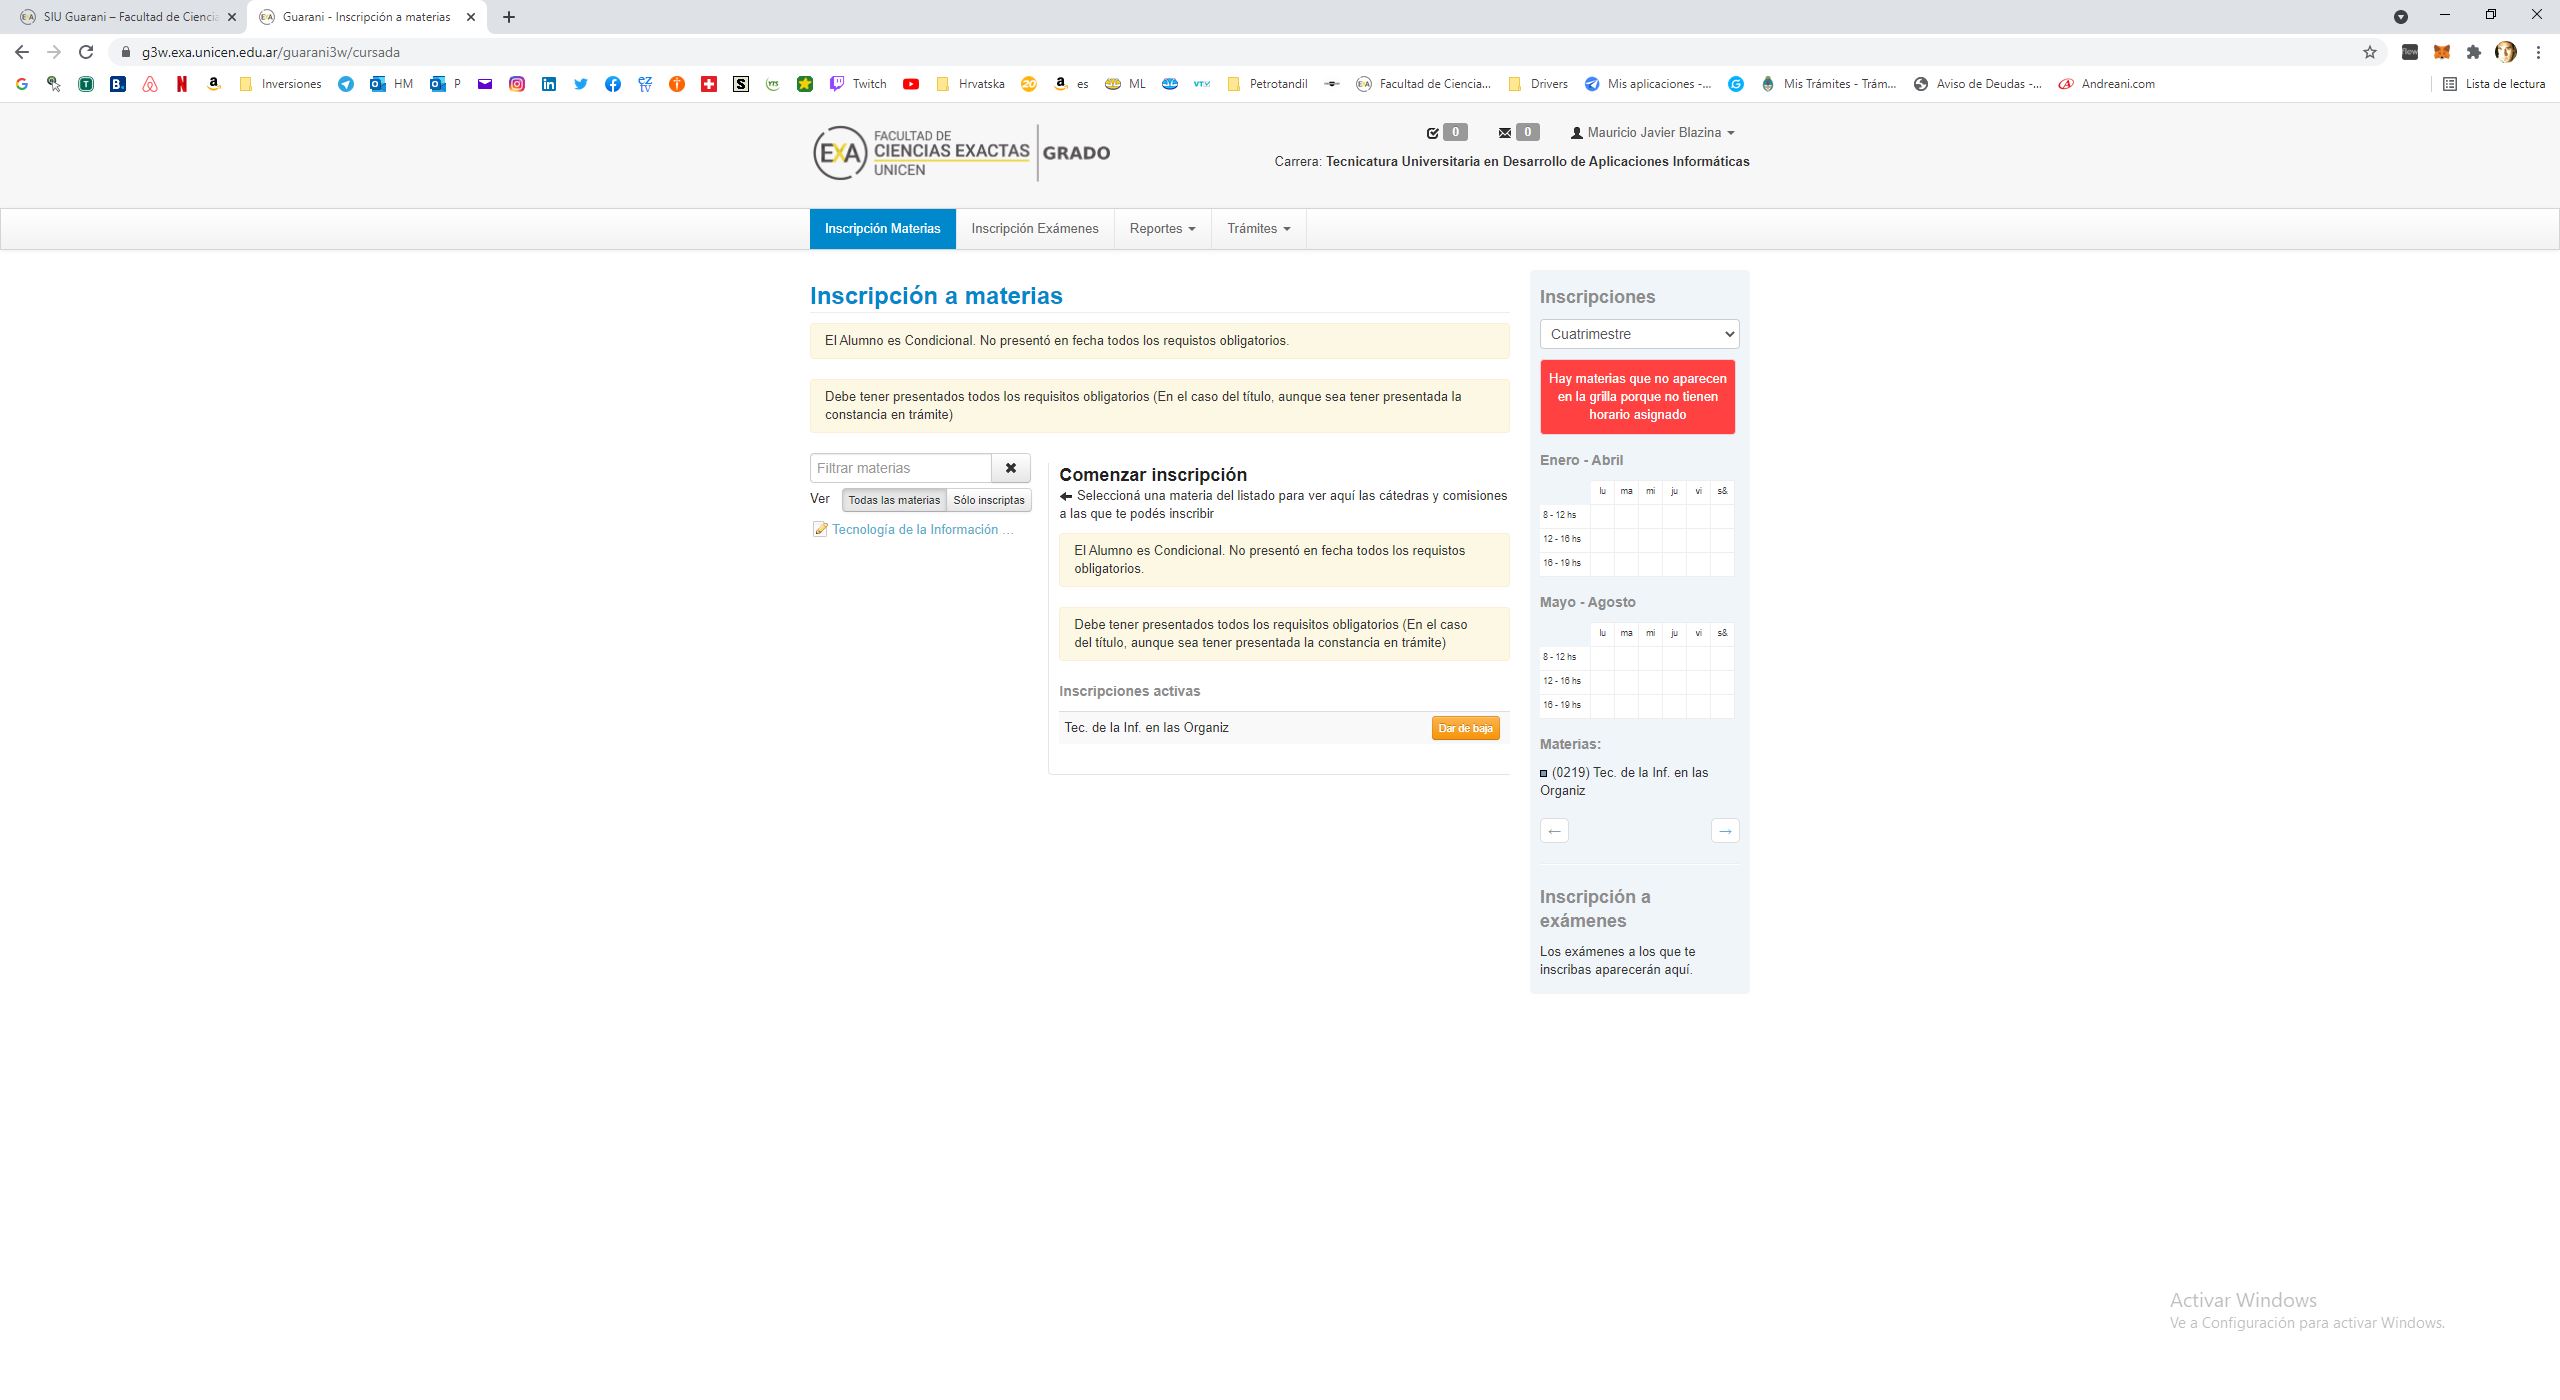 SIU Guarani – Facultad de Ciencia
Guarani - Inscripción a materias
g3w.exa.unicen.edu.ar/guarani3w/cursada
Inversiones
HM
P
Twitch
Hrvatska
es
ML
Petrotandil
Facultad de Ciencia...
Drivers
Mis aplicaciones -...
Mis Trámites - Trám...
Aviso de Deudas -...
Andreani.com
Lista de lectura
EXA
FACULTAD DE
CIENCIAS EXACTAS
UNICEN
GRADO
0
0
Mauricio Javier Blazina
Carrera: Tecnicatura Universitaria en Desarrollo de Aplicaciones Informáticas
Inscripción Materias
Inscripción Exámenes
Reportes
Trámites
Inscripción a materias
El Alumno es Condicional. No presentó en fecha todos los requistos obligatorios.
Debe tener presentados todos los requisitos obligatorios (En el caso del título, aunque sea tener presentada la
constancia en trámite)
Filtrar materias
Ver
Todas las materias
Sólo inscriptas
Tecnología de la Información ...
Comenzar inscripción
Seleccioná una materia del listado para ver aquí las cátedras y comisiones
a las que te podés inscribir
El Alumno es Condicional. No presentó en fecha todos los requistos
obligatorios.
Debe tener presentados todos los requisitos obligatorios (En el caso
del título, aunque sea tener presentada la constancia en trámite)
Inscripciones activas
Tec. de la Inf. en las Organiz
Dar de baja
Inscripciones
Cuatrimestre
Hay materias que no aparecen
en la grilla porque no tienen
horario asignado
Enero - Abril
lu ma mi ju vi s&
8 - 12 hs
12 - 16 hs
16 - 19 hs
Mayo - Agosto
lu ma mi ju vi s&
8 - 12 hs
12 - 16 hs
16 - 19 hs
Materias:
(0219) Tec. de la Inf. en las
Organiz
←
→
Inscripción a
exámenes
Los exámenes a los que te
inscribas aparecerán aquí.
Activar Windows
Ve a Configuración para activar Windows.